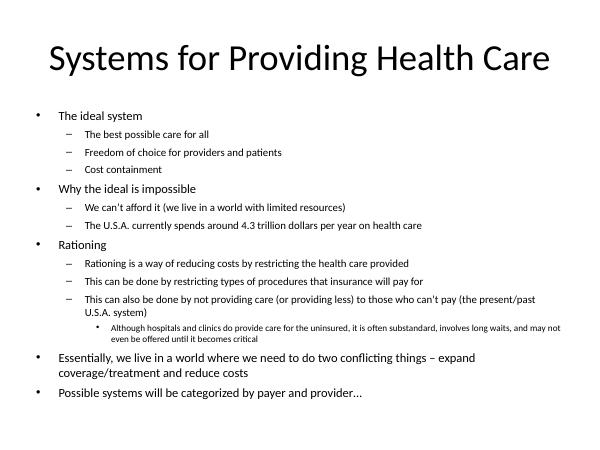 Systems for Providing Health Care
• The ideal system
– The best possible care for all
– Freedom of choice for providers and patients
– Cost containment
• Why the ideal is impossible
– We can't afford it (we live in a world with limited resources)
– The U.S.A. currently spends around 4.3 trillion dollars per year on health care
• Rationing
– Rationing is a way of reducing costs by restricting the health care provided
– This can be done by restricting types of procedures that insurance will pay for
– This can also be done by not providing care (or providing less) to those who can't pay (the present/past
U.S.A. system)
• Although hospitals and clinics do provide care for the uninsured, it is often substandard, involves long waits, and may not
even be offered until it becomes critical
• Essentially, we live in a world where we need to do two conflicting things – expand
coverage/treatment and reduce costs
• Possible systems will be categorized by payer and provider…